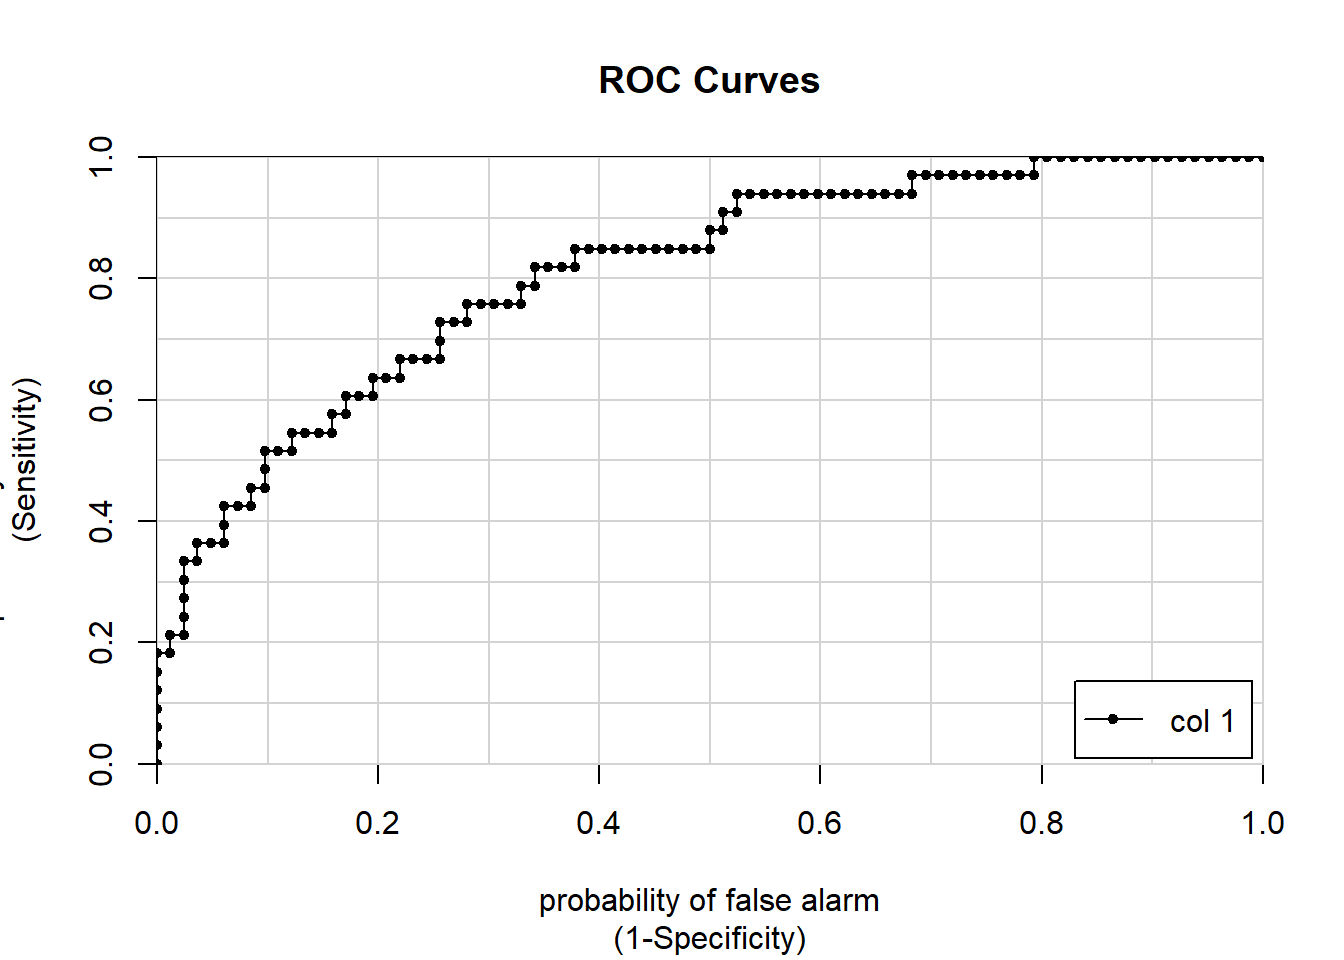 ROC Curves
(Sensitivity)
1.0
0.8
0.6
0.4
0.2
0.0
col 1
0.0 0.2 0.4 0.6 0.8 1.0
probability of false alarm
(1-Specificity)